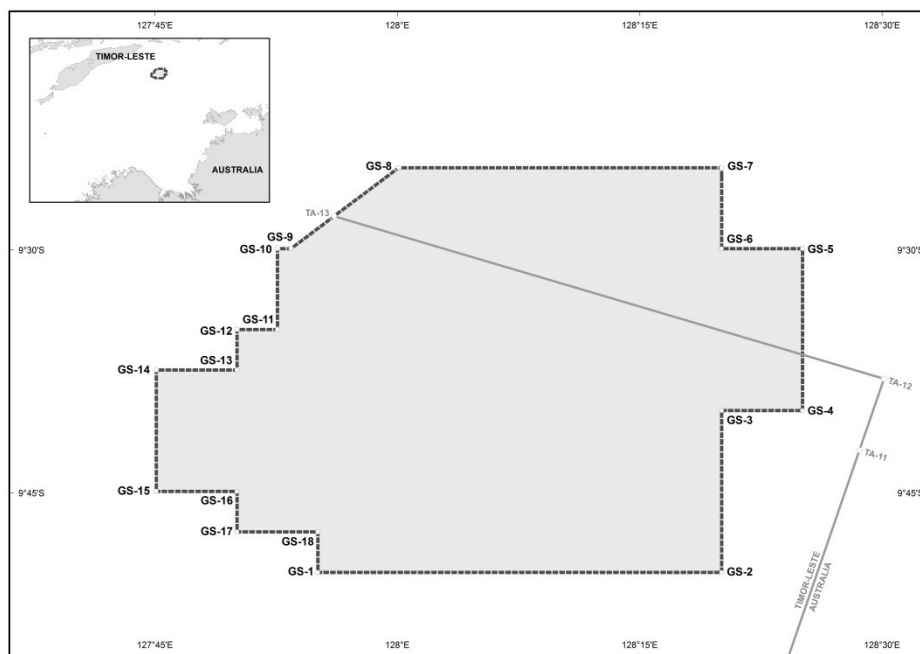 127°45'E
128°E
128°15'E
128°30'E
TIMOR-LESTE
AUSTRALIA
GS-8
GS-7
TA-13
GS-9
GS-10
GS-6
GS-5
9°30'S
9°30'S
GS-11
GS-12
GS-13
GS-14
TA-12
GS-3
GS-4
TA-11
GS-15
GS-16
9°45'S
9°45'S
GS-17
GS-18
GS-1
GS-2
TIMOR-LESTE
AUSTRALIA
127°45'E
128°E
128°15'E
128°30'E